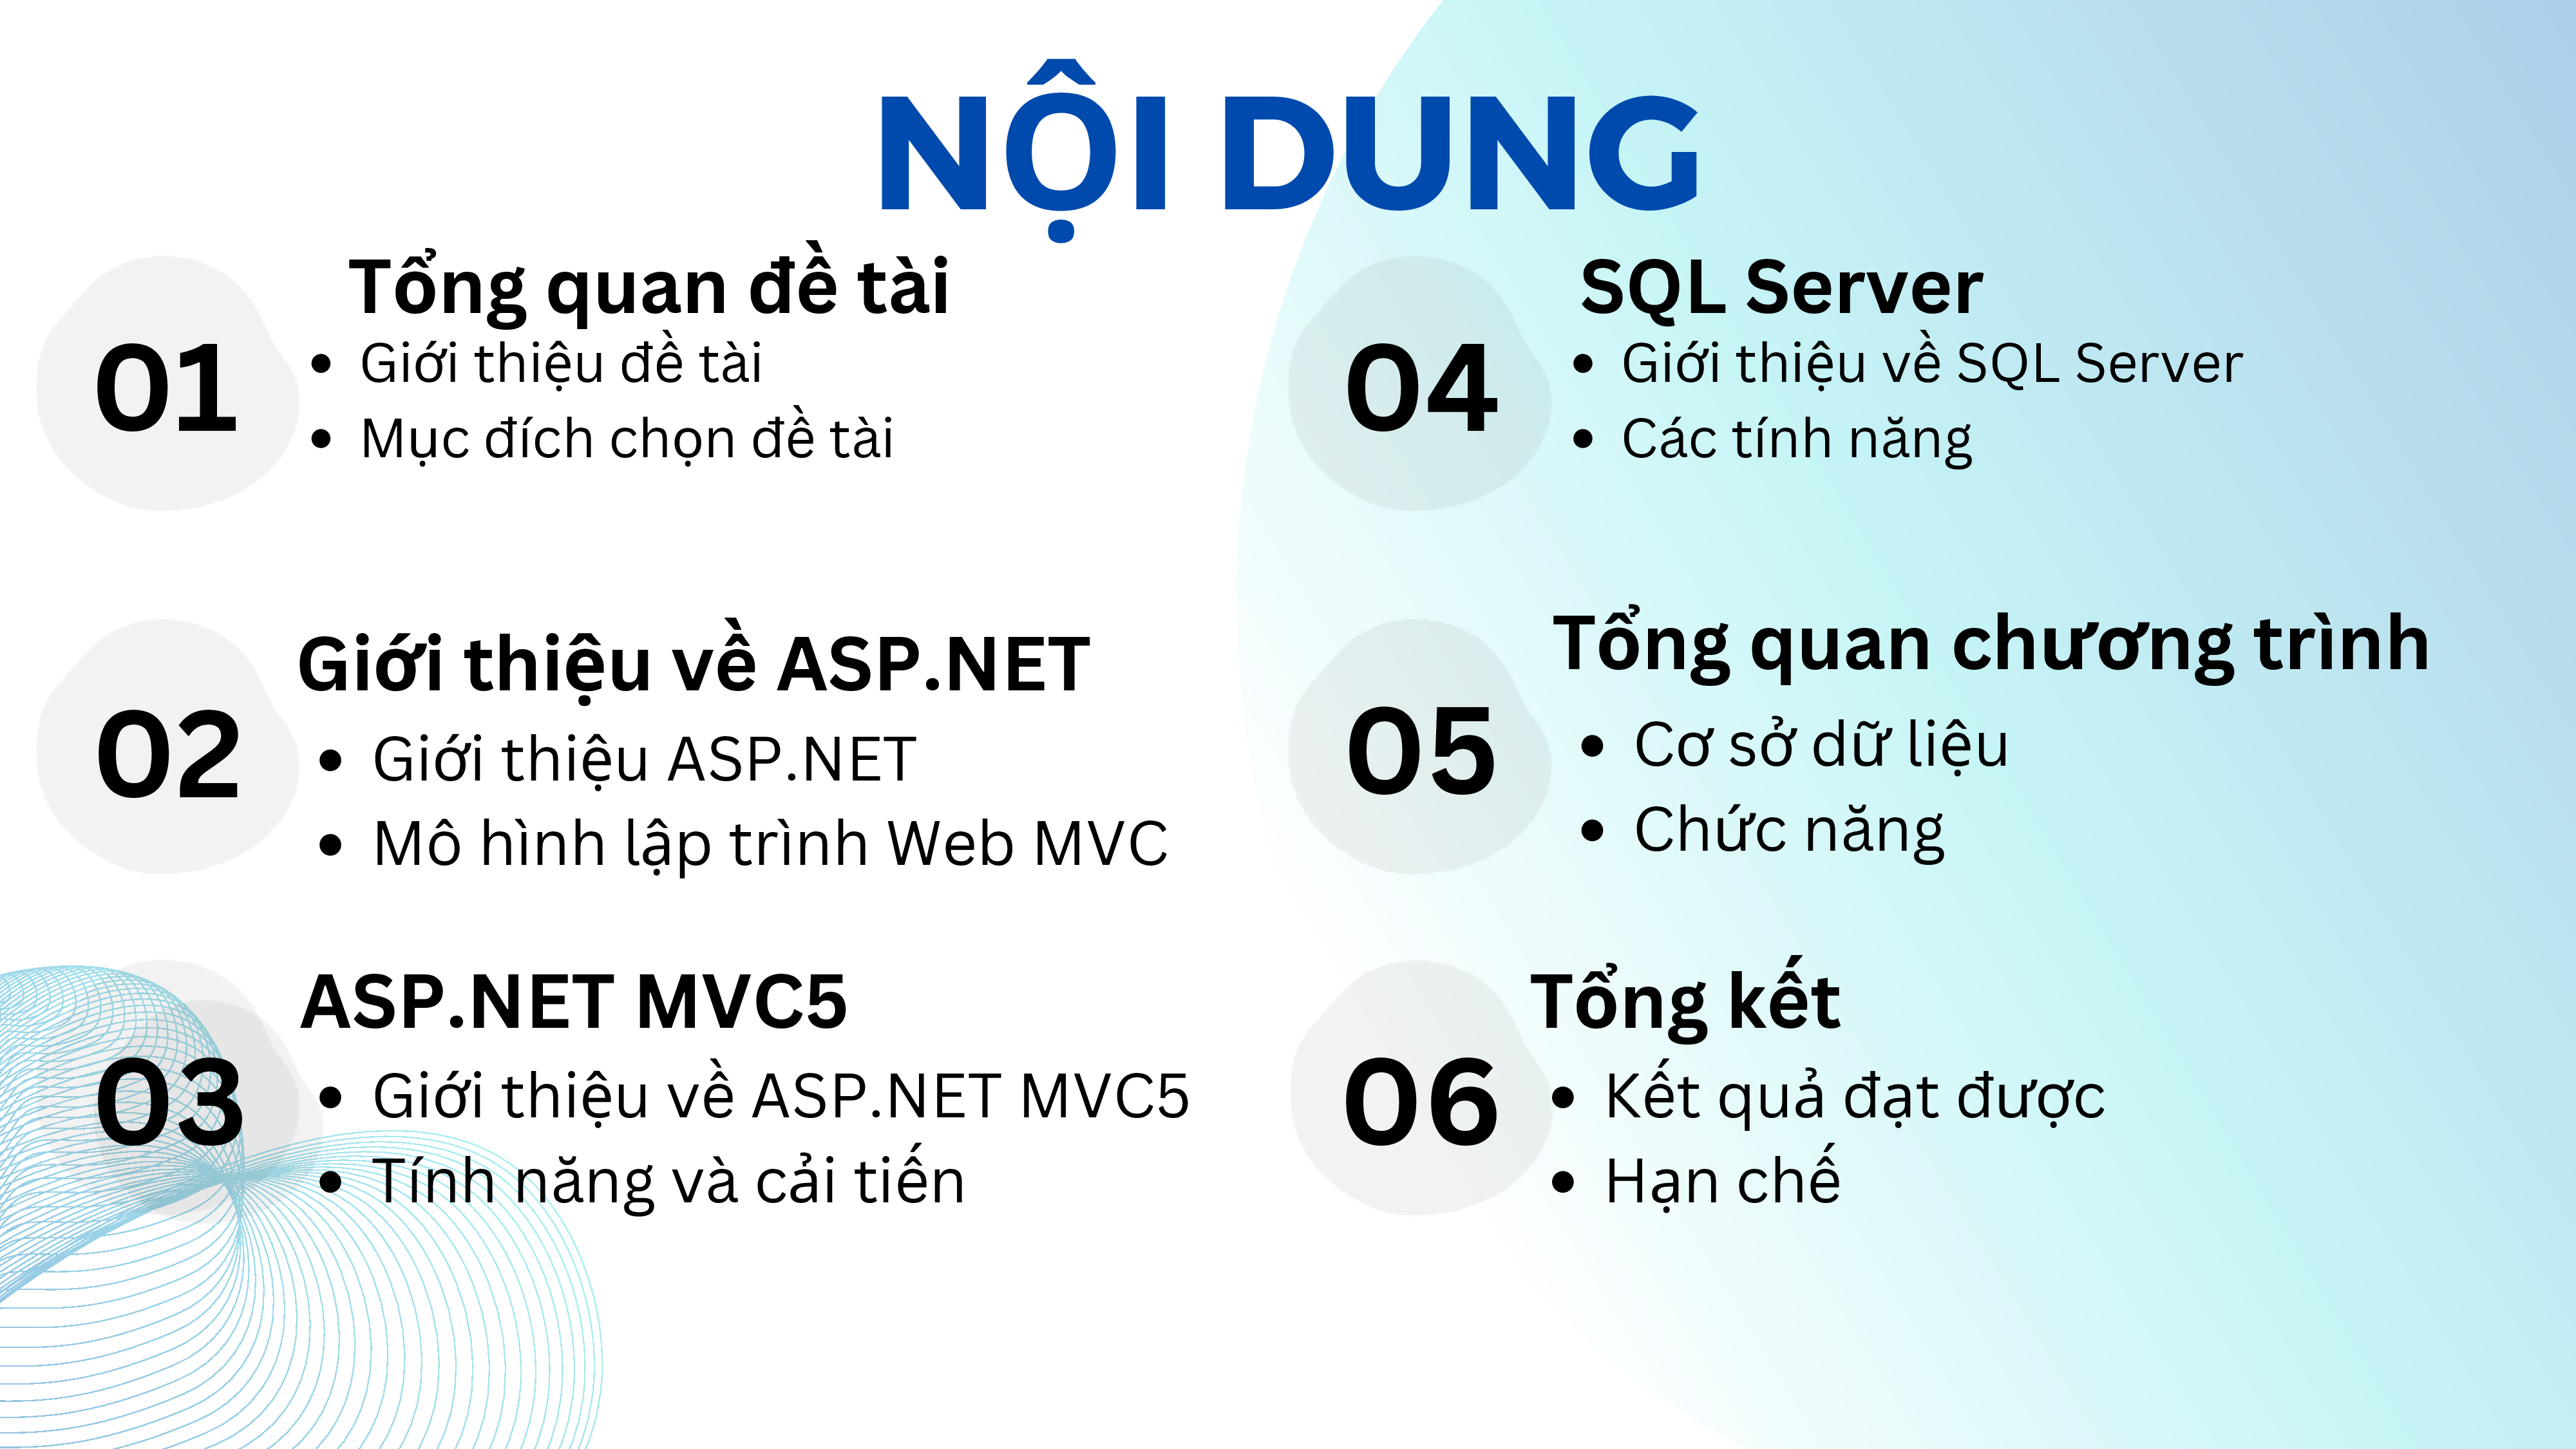 NỘI DUNG
01
Tổng quan đề tài
• Giới thiệu đề tài
• Mục đích chọn đề tài
02
Giới thiệu về ASP.NET
• Giới thiệu ASP.NET
• Mô hình lập trình Web MVC
03
ASP.NET MVC5
• Giới thiệu về ASP.NET MVC5
• Tính năng và cải tiến
04
SQL Server
• Giới thiệu về SQL Server
• Các tính năng
05
Tổng quan chương trình
• Cơ sở dữ liệu
• Chức năng
06
Tổng kết
• Kết quả đạt được
• Hạn chế